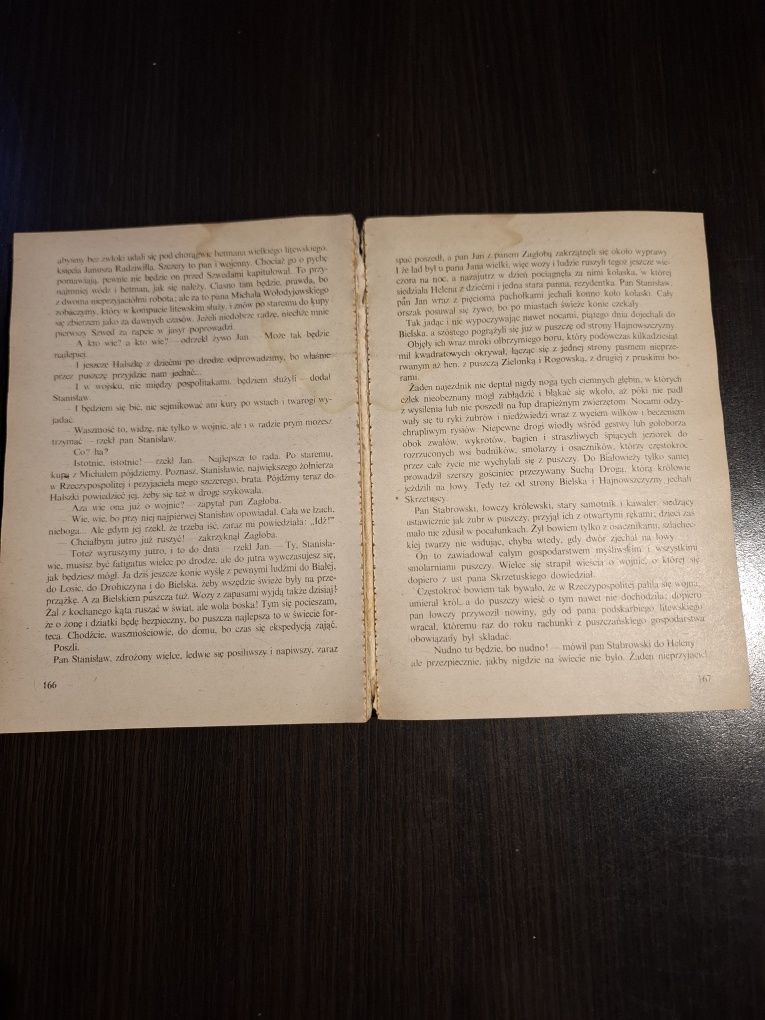 abyśmy bez zwłoki udali się pod chorągwie hetmana wielkiego litewskiego,
księcia Janusza Radziwiłła. Szczery to pan i wojenny. Chociaż go o pychę
pomawiają, pewnie nie będzie on przed Szwedami kapitulował. To przy-
najmniej wódz i hetman, jak się należy. Ciasno tam będzie, prawda, bo
z dwoma nieprzyjaciółmi robota; ale za to pana Michała Wołodyjowskiego
zobaczymy, który w kompucie litewskim służy, i znów po staremu do kupy
się zbierzem jako za dawnych czasów. Jeżeli niedobrze radzę, niechże mnie
pierwszy Szwed za rapcie w jasyr poprowadzi.
A kto wie? a kto wie? — odrzekł żywo Jan. — Może tak będzie
najlepiej.
— I jeszcze Halszkę z dziećmi po drodze odprowadzimy, bo właśnie
przez puszczę przyjdzie nam jechać...
— I w wojsku, nie między pospolitakami, będziem służyli — dodał
Stanisław.
— I będziem się bić, nie sejmikować ani kury po wsiach i twarogi wy-
jadać.
— Waszmość to, widzę, nie tylko w wojnie, ale i w radzie prym możesz
trzymać — rzekł pan Stanisław.
Co? ha?
Istotnie, istotnie! — rzekł Jan. — Najlepsza to rada. Po staremu,
kupą z Michałem pójdziemy. Poznasz, Stanisławie, największego żołnierza
w Rzeczypospolitej i przyjaciela mego szczerego, brata. Pójdźmy teraz do
Halszki powiedzieć jej, żeby się też w drogę szykowała.
Aza wie ona już o wojnie? — zapytał pan Zagłoba.
— Wie, wie, bo przy niej najpierwej Stanisław opowiadał. Cała we łzach,
nieboga... Ale gdym jej rzekł, że trzeba iść, zaraz mi powiedziała: „Idź!"
— Chciałbym jutro już ruszyć! — zakrzyknął Zagłoba.
— Toteż wyruszymy jutro, i to do dnia — rzekł Jan. — Ty, Stanisła-
wie, musisz być fatigatus wielce po drodze, ale do jutra wywczasujesz się,
jak będziesz mógł. Ja dziś jeszcze konie wyślę z pewnymi ludźmi do Białej,
do Łosic, do Drohiczyna i do Bielska, żeby wszędzie świeże były na prze-
przążkę. A za Bielskiem puszcza tuż. Wozy z zapasami wyjdą także dzisiaj!
Żal z kochanego kąta ruszać w świat, ale wola boska! Tym się pocieszam,
że o żonę i dziatki będę bezpieczny, bo puszcza najlepsza to w świecie for-
teca. Chodźcie, waszmościowie, do domu, bo czas się ekspedycją zająć.
Poszli.
Pan Stanisław, zdrożony wielce, ledwie się posiliwszy i napiwszy, zaraz
166
spać poszedł, a pan Jan z panem Zagłobą zakrzątnęli się około wyprawy
I że ład był u pana Jana wielki, więc wozy i ludzie ruszyli tegoż jeszcze wie-
czora na noc, a nazajutrz w dzień pociągnęła za nimi kolaska, w której
siedziała Helena z dziećmi i jedna stara panna, rezydentka. Pan Stanisław,
pan Jan wraz z pięcioma pachołkami jechali konno koło kolaski. Cały
orszak posuwał się żywo, bo po miastach świeże konie czekały.
Tak jadąc i nie wypoczywając nawet nocami, piątego dnia dojechali do
Bielska, a szóstego pogrążyli się już w puszczę od strony Hajnowszczyzny.
Objęły ich wraz mroki olbrzymiego boru, który podówczas kilkadziesiąt
mil kwadratowych okrywał, łącząc się z jednej strony pasmem nieprze-
rwanym aż hen, z puszczą Zielonką i Rogowską, z drugiej z pruskimi bo-
rami.
Żaden najezdnik nie deptał nigdy nogą tych ciemnych głębin, w których
człek nieobeznany mógł zabłądzić i błąkać się wkoło, aż póki nie padł
z wysilenia lub nie poszedł na łup drapieżnym zwierzętom. Nocami odzy-
wały się tu ryki żubrów i niedźwiedzi wraz z wyciem wilków i beczeniem
chrapliwym rysiów. Niepewne drogi wiodły wśród gęstwy lub gołoborza
obok zwałów, wykrotów, bagien i straszliwych śpiących jeziorek do
rozrzuconych wsi budników, smolarzy i osaczników, którzy częstokroć
przez całe życie nie wychylali się z puszczy. Do Białowieży tylko samej
prowadził szerszy gościniec przezywany Suchą Drogą, którą królowie
jeździli na łowy. Tędy też od strony Bielska i Hajnowszczyzny jechali
Skrzetuscy.
Pan Stabrowski, łowczy królewski, stary samotnik i kawaler, siedzący
ustawicznie jak żubr w puszczy, przyjął ich z otwartymi rękami; dzieci zaś
mało nie zdusił w pocałunkach. Żył bowiem tylko z osacznikami, szlachec-
kiej twarzy nie widując, chyba wtedy, gdy dwór zjechał na łowy.
On to zawiadował całym gospodarstwem myśliwskim i wszystkimi
smolarniami puszczy. Wielce się strapił wieścią o wojnie, o której się
dopiero z ust pana Skrzetuskiego dowiedział.
Częstokroć bowiem tak bywało, że w Rzeczypospolitej paliła się wojna,
umierał król, a do puszczy wieść o tym nawet nie dochodziła; dopiero
pan łowczy przywoził nowiny, gdy od pana podskarbiego litewskiego
wracał, któremu raz do roku rachunki z puszczańskiego gospodarstwa
obowiązany był składać.
— Nudno tu będzie, bo nudno! — mówił pan Stabrowski do Heleny
ale przezpiecznie, jakby nigdzie na świecie nie było. Żaden nieprzyjaciel
167